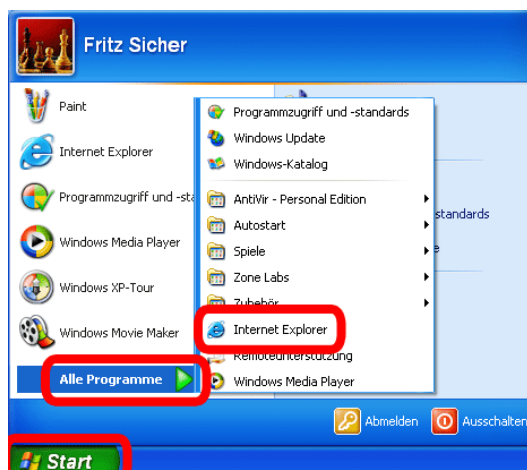 Fritz Sicher
Paint
Internet Explorer
Programmzugriff und -sta
Windows Media Player
Windows XP-Tour
Windows Movie Maker
Alle Programme
Programmzugriff und -standards
Windows Update
Windows-Katalog
AntiVir - Personal Edition
Autostart
Spiele
Zone Labs
Zubehör
Internet Explorer
Remoteunterstützung
Windows Media Player
standards
Abmelden
Ausschalten
Start